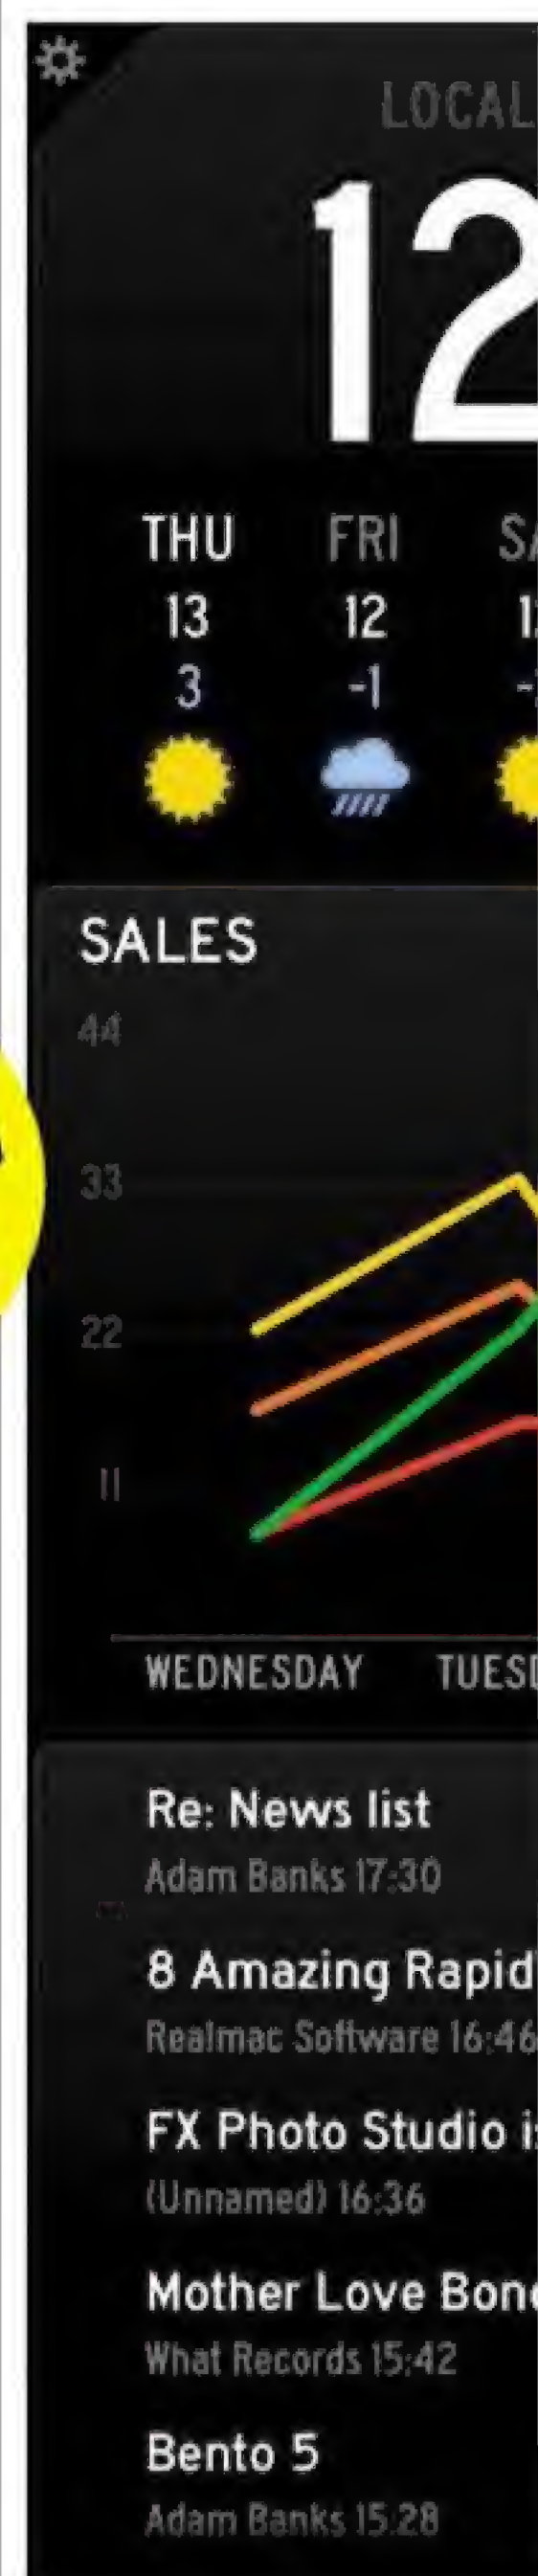 LOCAL
12
THU FRI
13 12
3 -1
SALES
44
33
22
11
WEDNESDAY
Re: News list
Adam Banks 17:30
8 Amazing Rapid
Realmac Software 16:46
FX Photo Studio
(Unnamed) 16:36
Mother Love
What Records 15:42
Bento 5
Adam Banks 15:28